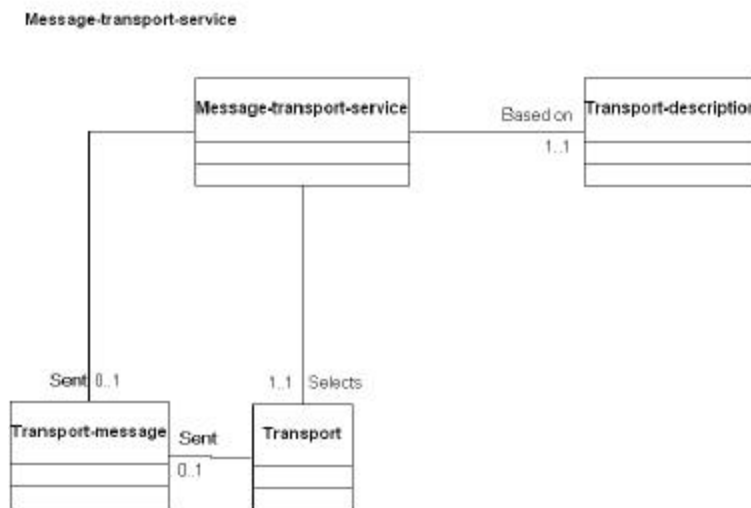 Message-transport-service
Message-transport-service
Based on
Transport-description
1..1
Sent 0..1
1..1 Selects
Transport-message
Sent
Transport
0..1